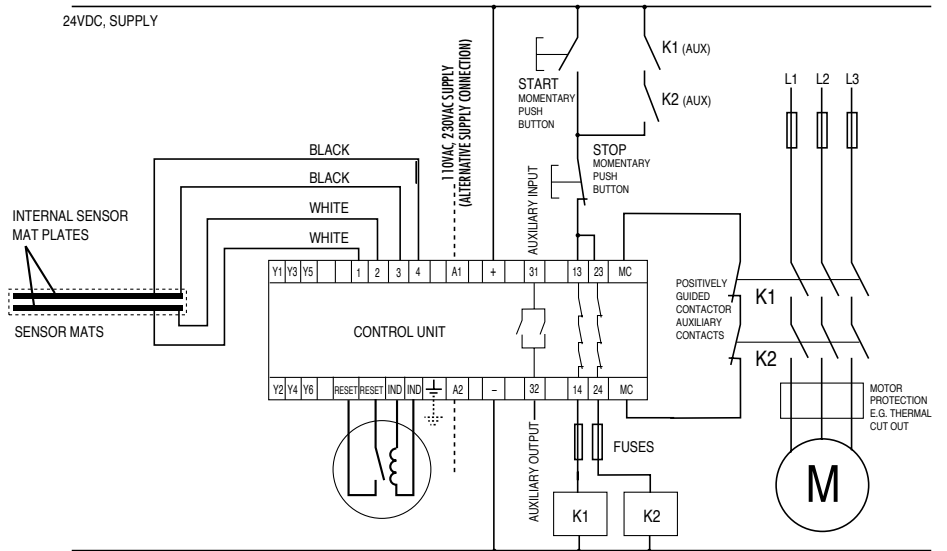 24VDC, SUPPLY
110VAC, 230VAC SUPPLY
(ALTERNATIVE SUPPLY CONNECTION)
START
MOMENTARY
PUSH
BUTTON
K1 (AUX)
K2 (AUX)
L1 L2 L3
STOP
MOMENTARY
PUSH
BUTTON
BLACK
BLACK
WHITE
WHITE
INTERNAL SENSOR
MAT PLATES
SENSOR MATS
AUXILIARY INPUT
Y1 Y3 Y5 1 2 3 4 A1 + 31 13 23 MC
CONTROL UNIT
Y2 Y4 Y6 RESET RESET IND IND A2 – 32 14 24 MC
POSITIVELY
GUIDED
CONTACTOR
AUXILIARY
CONTACTS
K1
K2
MOTOR
PROTECTION
E.G. THERMAL
CUT OUT
AUXILIARY OUTPUT
FUSES
K1 K2
M